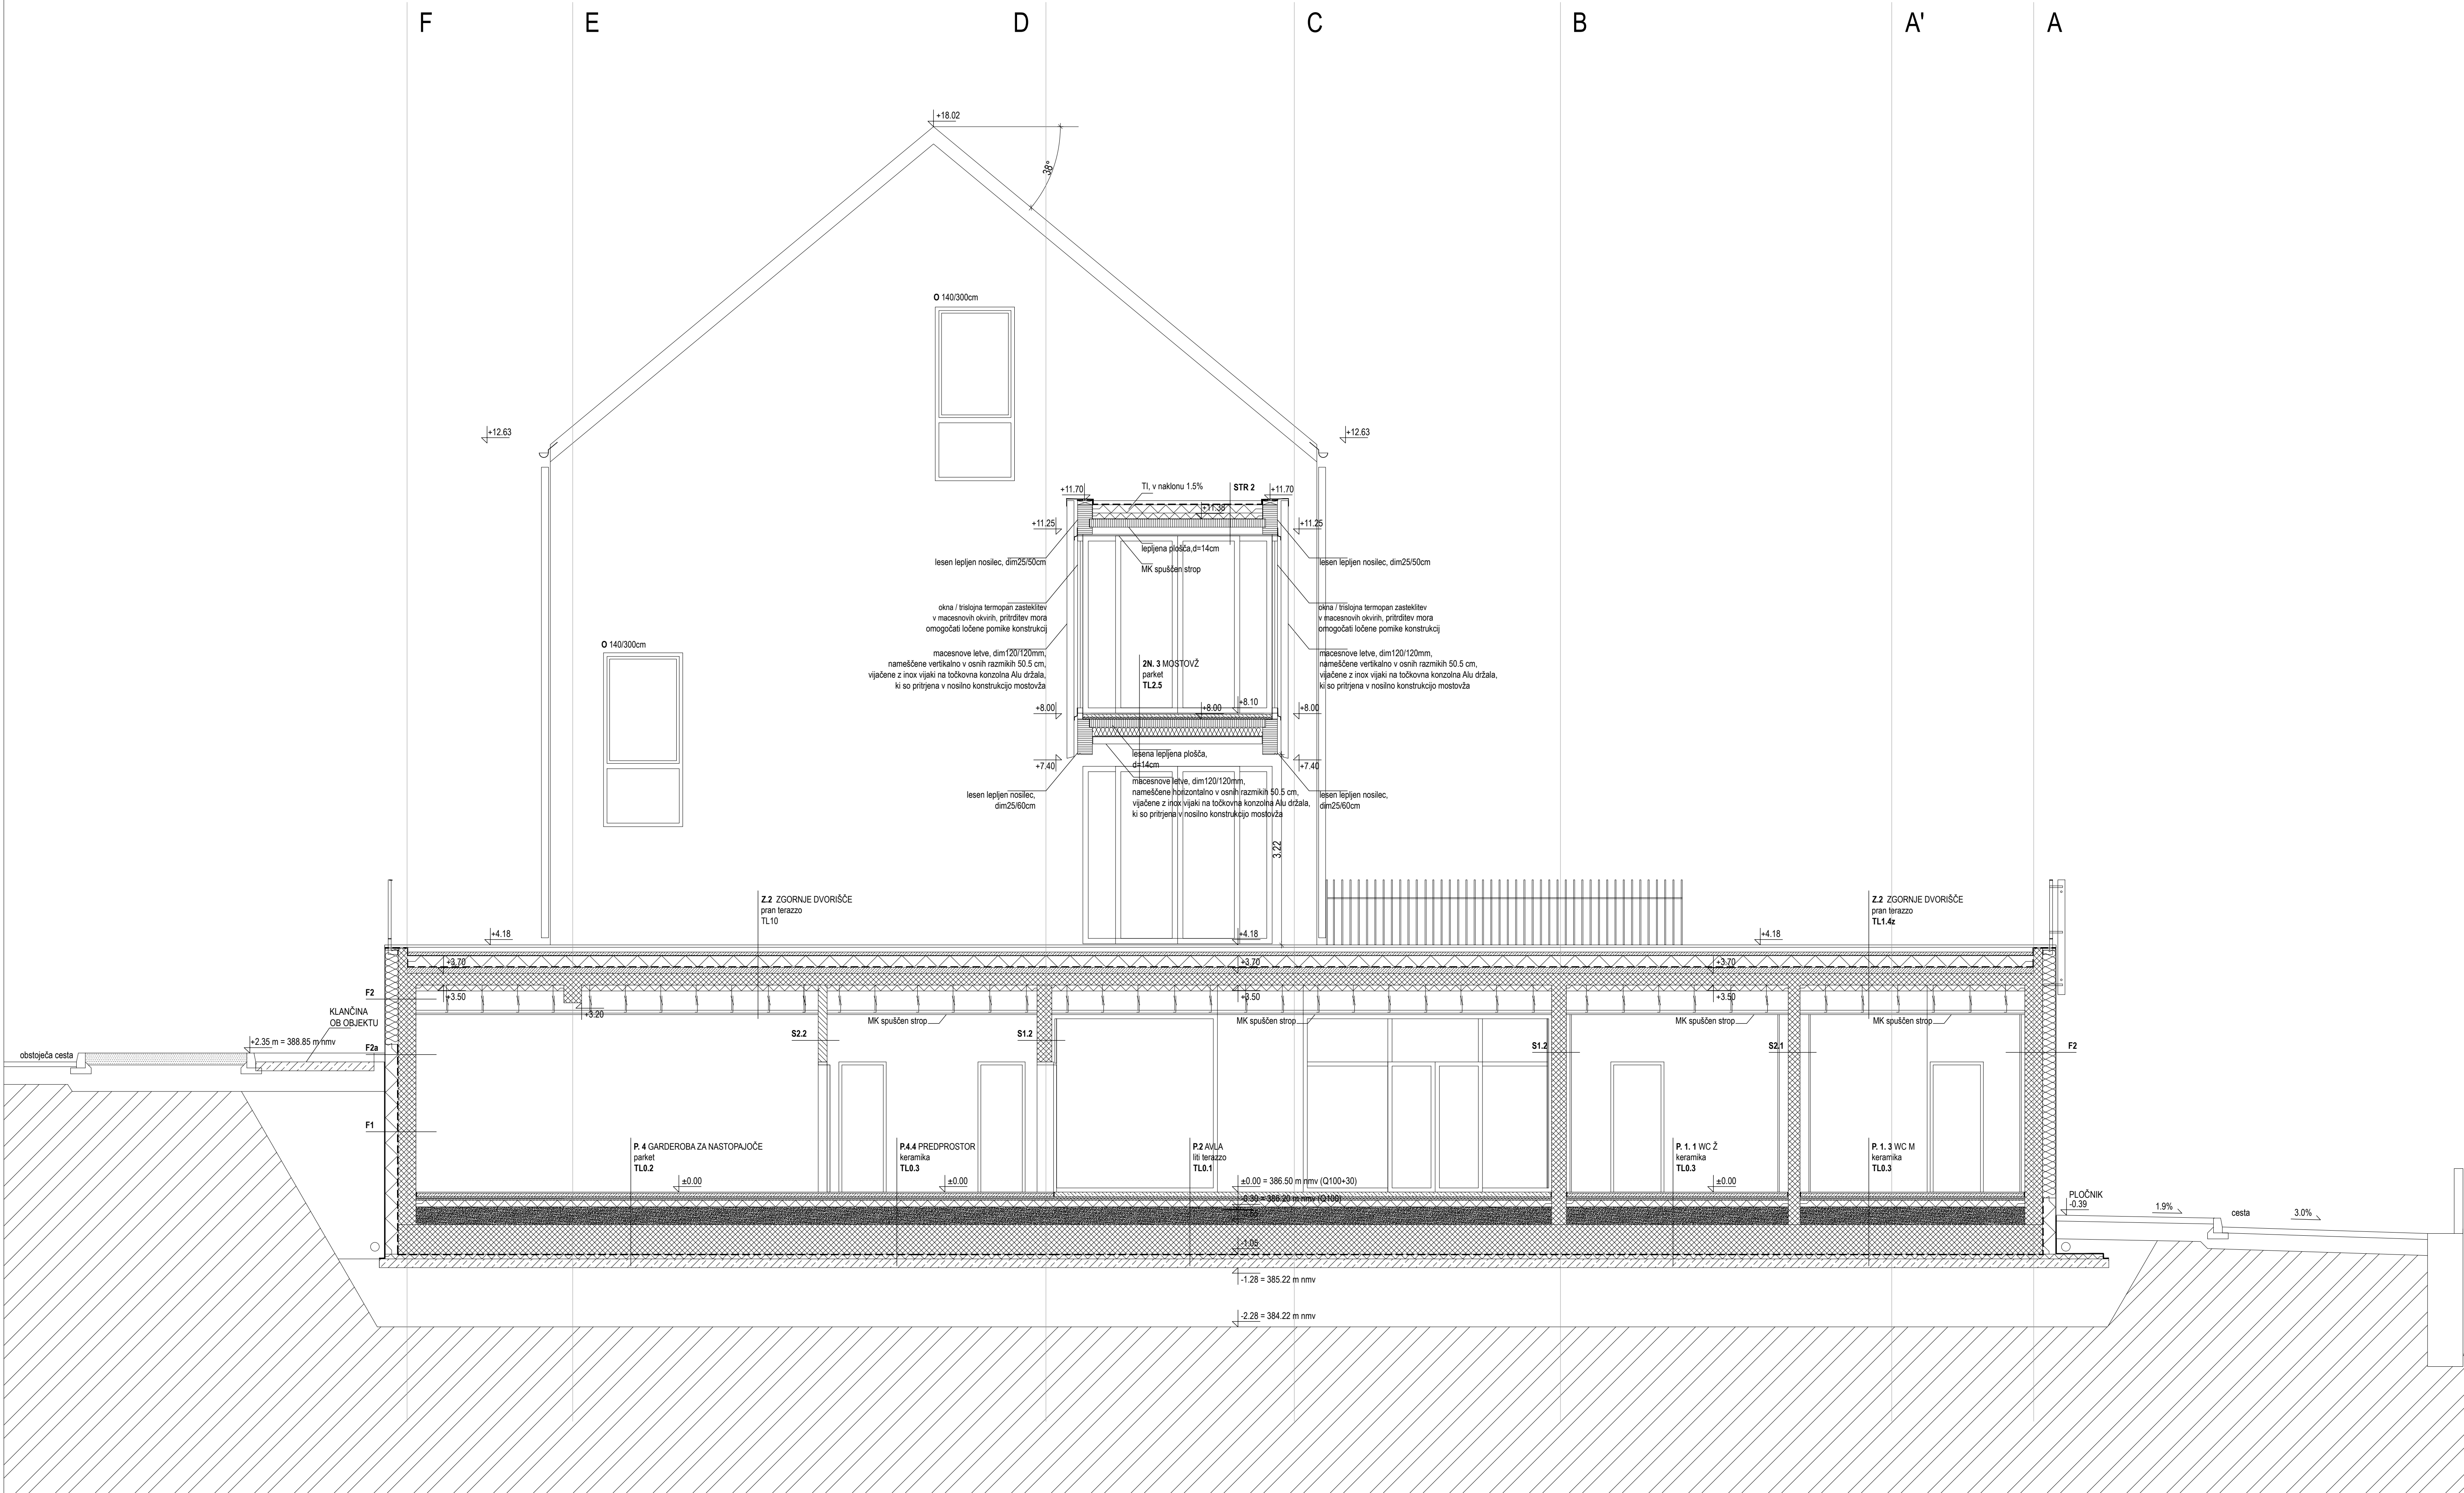 F
E
D
C
B
A'
A
+18.02
38°
O 140/300cm
+12.63
+12.63
+11.70
TI, v naklonu 1.5%
STR 2
+11.70
+11.38
+11.25
+11.25
lepljena plošča,d=14cm
lesen lepljen nosilec, dim25/50cm
lesen lepljen nosilec, dim25/50cm
MK spuščen strop
okna / trislojna termopan zasteklitev
v macesnovih okvirih, pritrditev mora
omogočati ločene pomike konstrukcij
okna / trislojna termopan zasteklitev
v macesnovih okvirih, pritrditev mora
omogočati ločene pomike konstrukcij
O 140/300cm
macesnove letve, dim120/120mm,
nameščene vertikalno v osnih razmikih 50.5 cm,
vijačene z inox vijaki na točkovna konzolna Alu držala,
ki so pritrjena v nosilno konstrukcijo mostovža
2N. 3 MOSTOVŽ
parket
TL2.5
macesnove letve, dim120/120mm,
nameščene vertikalno v osnih razmikih 50.5 cm,
vijačene z inox vijaki na točkovna konzolna Alu držala,
ki so pritrjena v nosilno konstrukcijo mostovža
+8.00
+8.00
+8.10
+8.00
lesena lepljena plošča,
d=14cm
+7.40
+7.40
macesnove letve, dim120/120mm,
nameščene horizontalno v osnih razmikih 50.5 cm,
vijačene z inox vijaki na točkovna konzolna Alu držala,
ki so pritrjena v nosilno konstrukcijo mostovža
lesen lepljen nosilec,
dim25/60cm
lesen lepljen nosilec,
dim25/60cm
3.22
Z.2 ZGORNJE DVORIŠČE
pran terazzo
TL10
Z.2 ZGORNJE DVORIŠČE
pran terazzo
TL1.4z
+4.18
+4.18
+4.18
+3.70
+3.70
+3.70
F2
+3.50
+3.50
+3.50
+3.20
KLANČINA
OB OBJEKTU
MK spuščen strop
MK spuščen strop
MK spuščen strop
MK spuščen strop
S2.2
S1.2
S1.2
S2.1
F2
+2.35 m = 388.85 m nmv
F2a
obstoječa cesta
F1
P. 4 GARDEROBA ZA NASTOPAJOČE
parket
TL0.2
P.4.4 PREDPROSTOR
keramika
TL0.3
P.2 AVLA
liti terazzo
TL0.1
P. 1. 1 WC Ž
keramika
TL0.3
P. 1. 3 WC M
keramika
TL0.3
±0.00
±0.00
±0.00 = 386.50 m nmv (Q100+30)
±0.00
-0.30 = 386.20 m nmv (Q100)
PLOČNIK
-0.39
1.9%
cesta
3.0%
-1.05
-1.28 = 385.22 m nmv
-2.28 = 384.22 m nmv